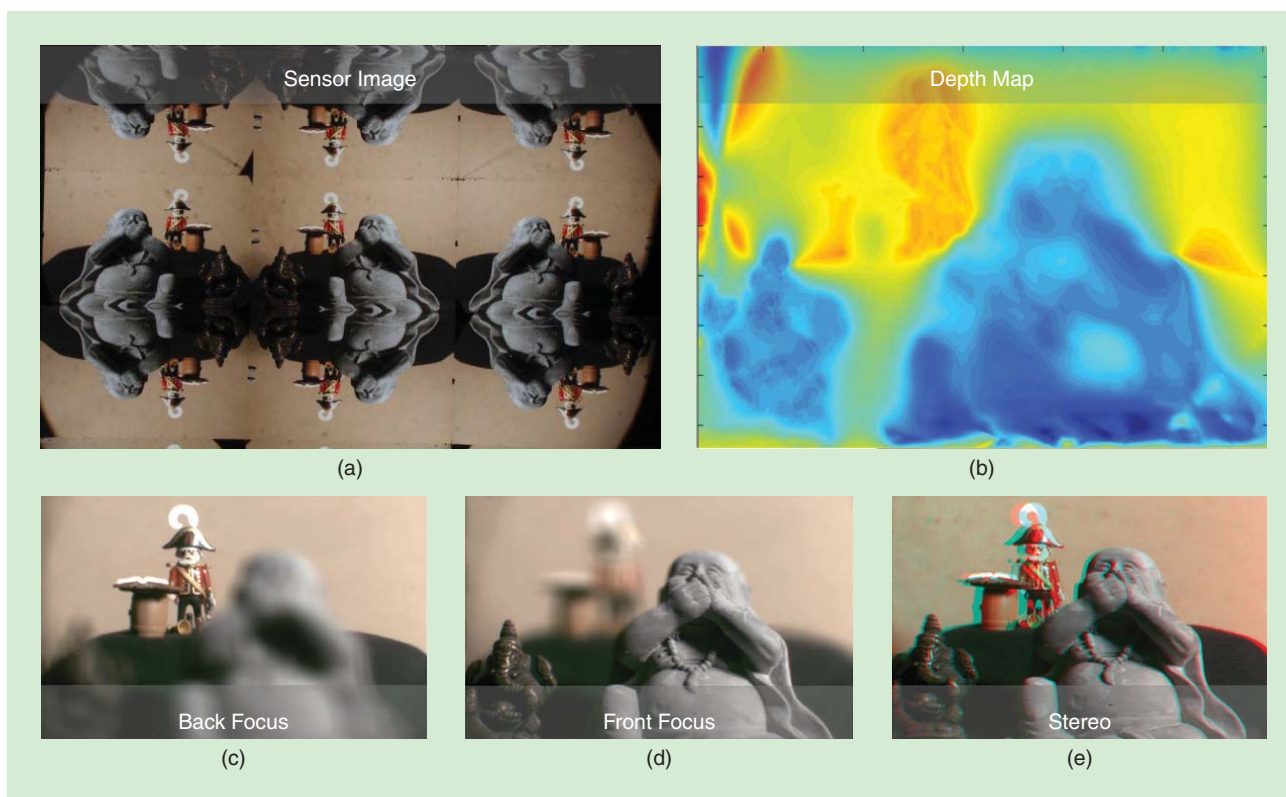 Sensor Image
Depth Map
(a)
(b)
Back Focus
Front Focus
Stereo
(c)
(d)
(e)